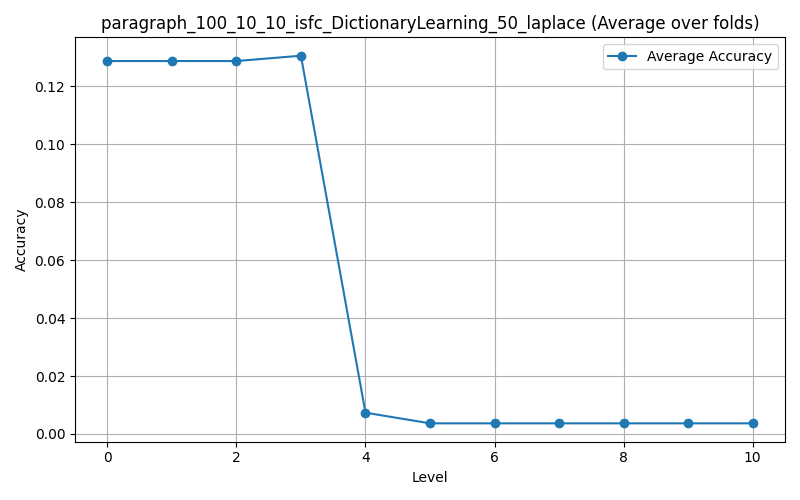 paragraph_100_10_10_isfc_DictionaryLearning_50_laplace (Average over folds)
Average Accuracy
0.12
0.10
0.08
0.06
0.04
0.02
0.00
Accuracy
0 2 4 6 8 10
Level